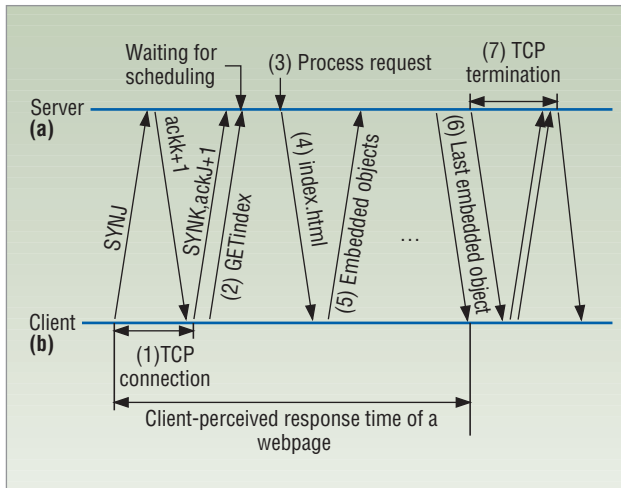 Waiting for
scheduling
(3) Process request
(7) TCP
termination
Server
(a)
SYNJ
ackk+1
SYNK,ackJ+1
(2) GETindex
(4) index.html
(5) Embedded objects
...
(6) Last embedded object
Client
(b)
(1)TCP
connection
Client-perceived response time of a
webpage